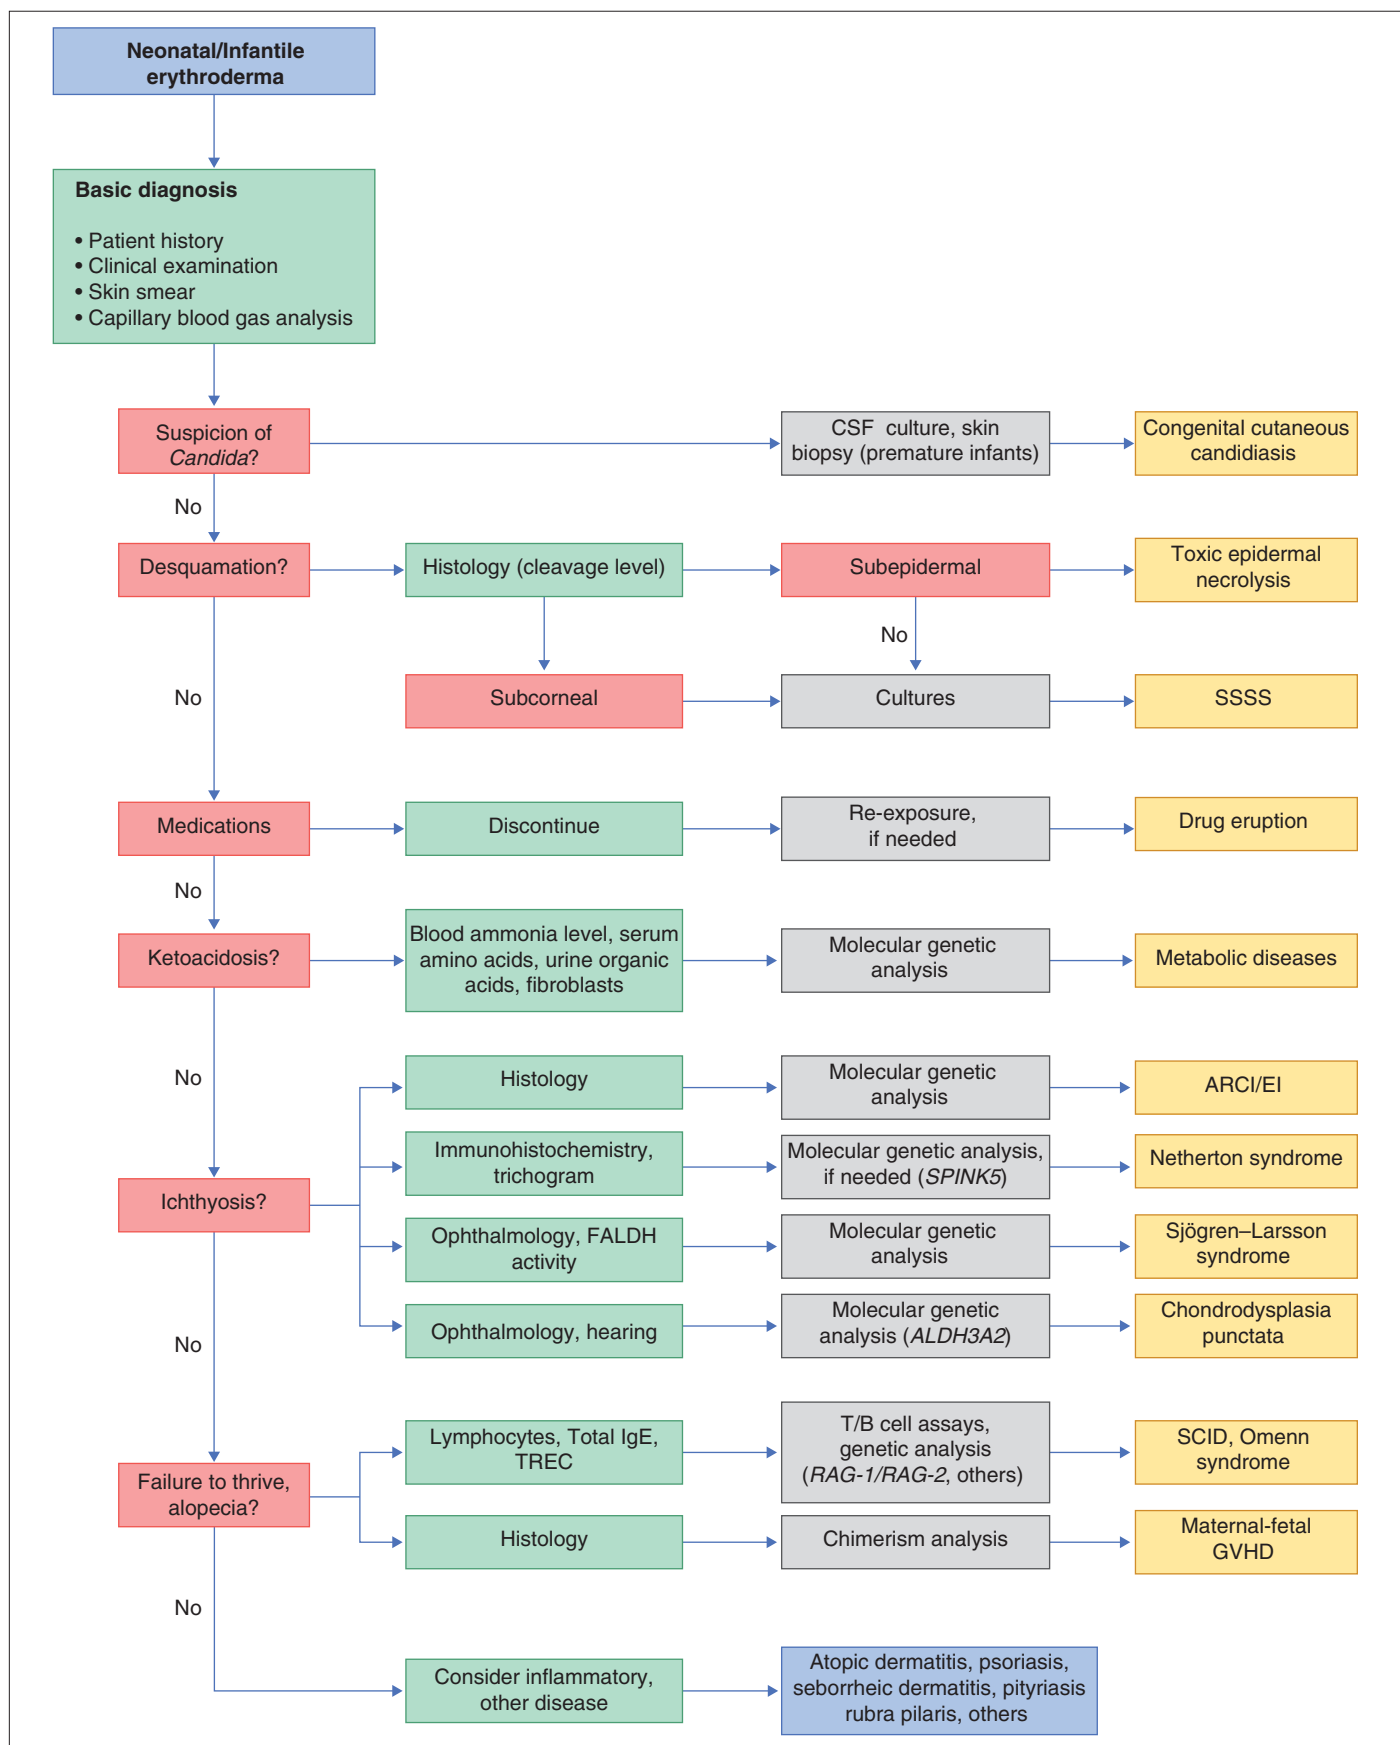 Neonatal/Infantile
erythroderma
Basic diagnosis
• Patient history
• Clinical examination
• Skin smear
• Capillary blood gas analysis
Suspicion of
Candida?
CSF culture, skin
biopsy (premature infants)
Congenital cutaneous
candidiasis
No
Desquamation?
Histology (cleavage level)
Subepidermal
Toxic epidermal
necrolysis
No
No
Subcorneal
Cultures
SSSS
Medications
Discontinue
Re-exposure,
if needed
Drug eruption
No
Ketoacidosis?
Blood ammonia level, serum
amino acids, urine organic
acids, fibroblasts
Molecular genetic
analysis
Metabolic diseases
No
Histology
Molecular genetic
analysis
ARCI/EI
Ichthyosis?
Immunohistochemistry,
trichogram
Molecular genetic analysis,
if needed (SPINK5)
Netherton syndrome
Ophthalmology, FALDH
activity
Molecular genetic
analysis
Sjögren–Larsson
syndrome
Ophthalmology, hearing
Molecular genetic
analysis (ALDH3A2)
Chondrodysplasia
punctata
No
Failure to thrive,
alopecia?
Lymphocytes, Total IgE,
TREC
T/B cell assays,
genetic analysis
(RAG-1/RAG-2, others)
SCID, Omenn
syndrome
Histology
Chimerism analysis
Maternal-fetal
GVHD
No
Consider inflammatory,
other disease
Atopic dermatitis, psoriasis,
seborrheic dermatitis, pityriasis
rubra pilaris, others